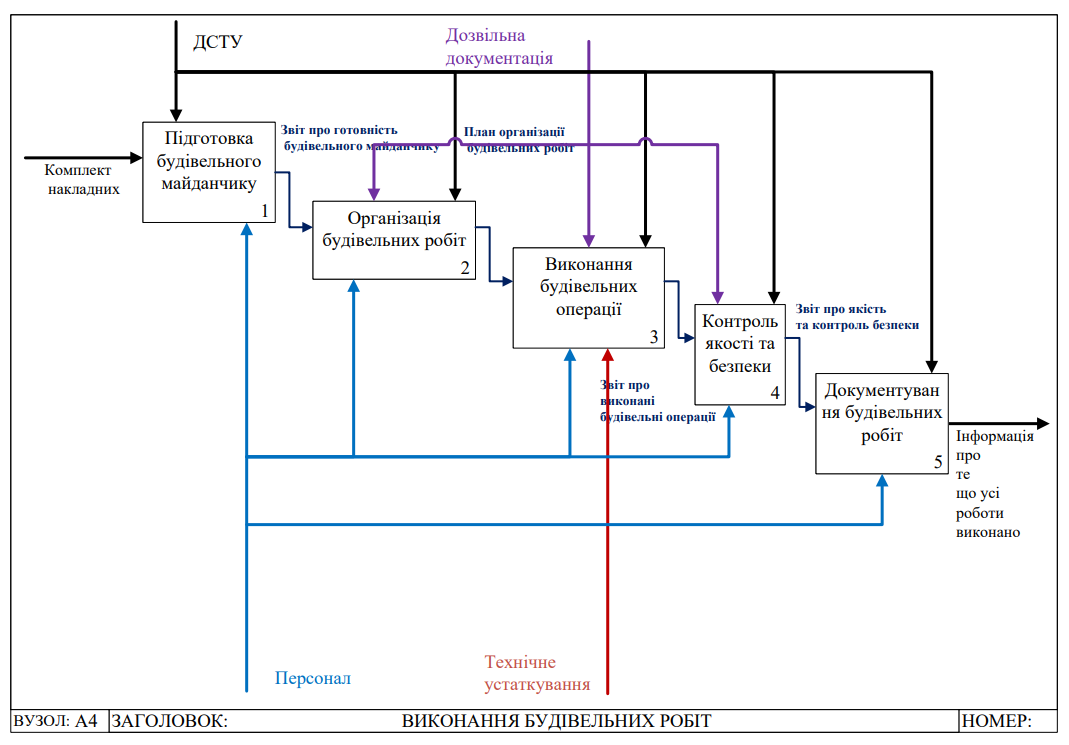 ДСТУ
Дозвільна
документація
Підготовка
будівельного
майданчику
1
Звіт про готовність
будівельного майданчику
План організації
будівельних робіт
Комплект
накладних
Організація
будівельних робіт
2
Виконання
будівельних
операції
3
Контроль
якості та
безпеки
4
Звіт про якість
та контроль безпеки
Звіт про
виконані
будівельні операції
Документуван
ня будівельних
робіт
5
Інформація
про
те
що усі
роботи
виконано
Персонал
Технічне
устаткування
ВУЗОЛ: А4 ЗАГОЛОВОК: ВИКОНАННЯ БУДІВЕЛЬНИХ РОБІТ НОМЕР: